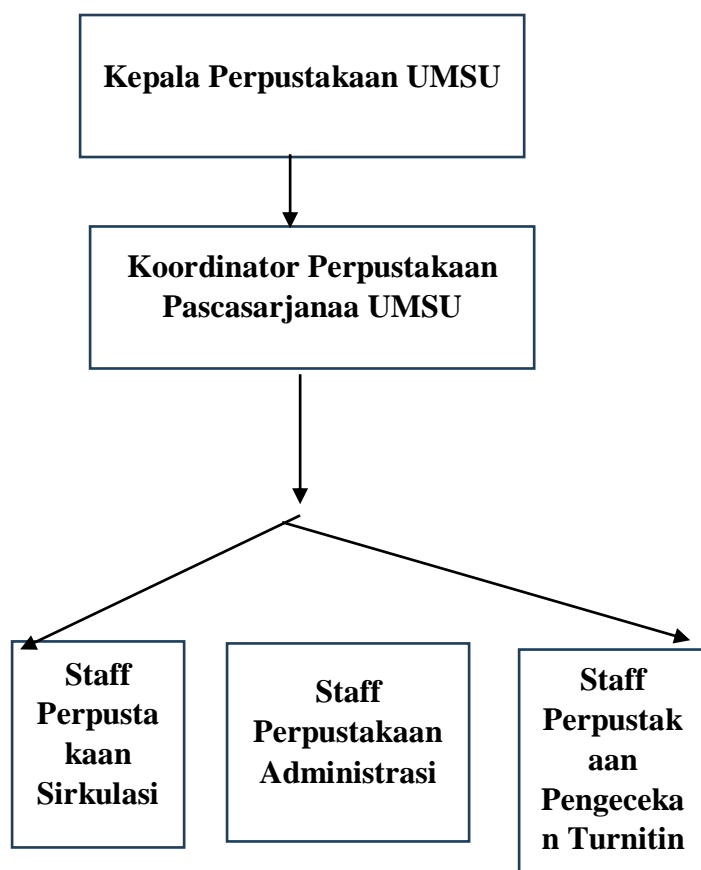 Kepala Perpustakaan UMSU
Koordinator Perpustakaan
Pascasarjanaa UMSU
Staff
Perpusta
kaan
Sirkulasi
Staff
Perpustakaan
Administrasi
Staff
Perpustak
aan
Pengeceka
n Turnitin